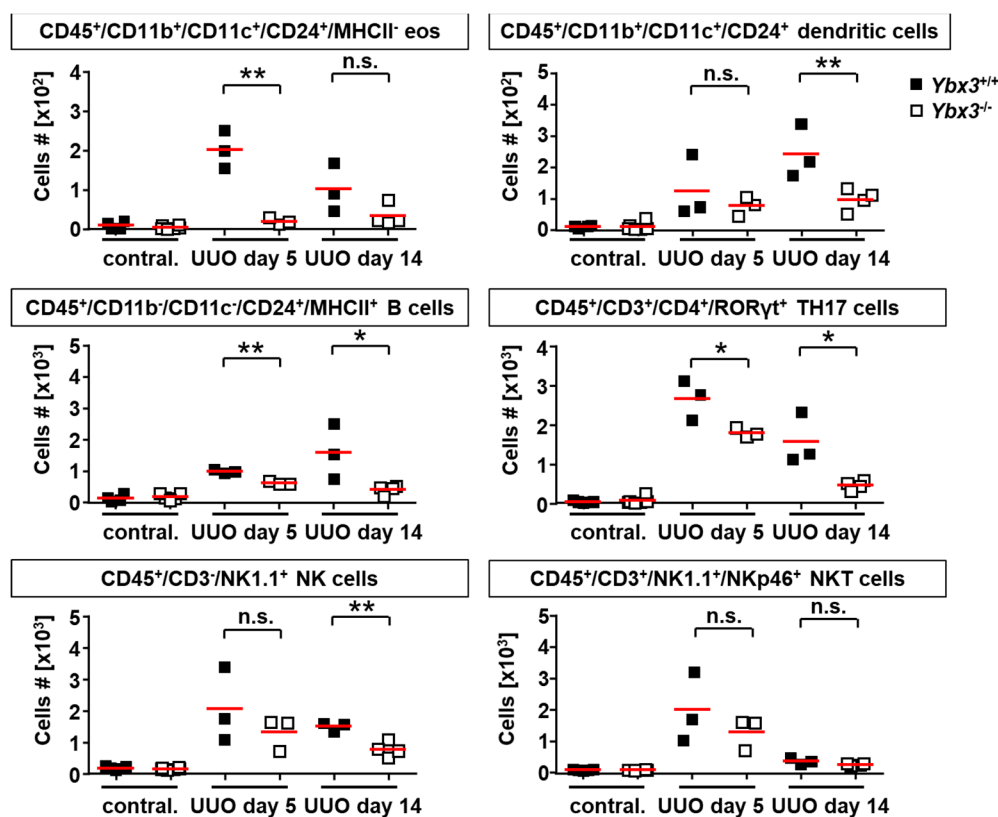 CD45⁺/CD11b⁺/CD11c⁺/CD24⁺/MHCII⁻ eos
Cells # [x10²]
4
3
2
1
0
**
n.s.
contral. UUO day 5 UUO day 14
CD45⁺/CD11b⁺/CD11c⁺/CD24⁺ dendritic cells
Cells # [x10²]
5
4
3
2
1
0
n.s.
**
contral. UUO day 5 UUO day 14
Ybx3⁺/⁺
Ybx3⁻/⁻
CD45⁺/CD11b⁻/CD11c⁻/CD24⁺/MHCII⁺ B cells
Cells # [x10³]
4
3
2
1
0
**
*
contral. UUO day 5 UUO day 14
CD45⁺/CD3⁺/CD4⁺/RORγt⁺ TH17 cells
Cells # [x10³]
4
3
2
1
0
*
*
contral. UUO day 5 UUO day 14
CD45⁺/CD3⁻/NK1.1⁺ NK cells
Cells # [x10³]
5
4
3
2
1
0
n.s.
**
contral. UUO day 5 UUO day 14
CD45⁺/CD3⁺/NK1.1⁺/NKp46⁺ NKT cells
Cells [x10³]
5
4
3
2
1
0
n.s.
n.s.
contral. UUO day 5 UUO day 14